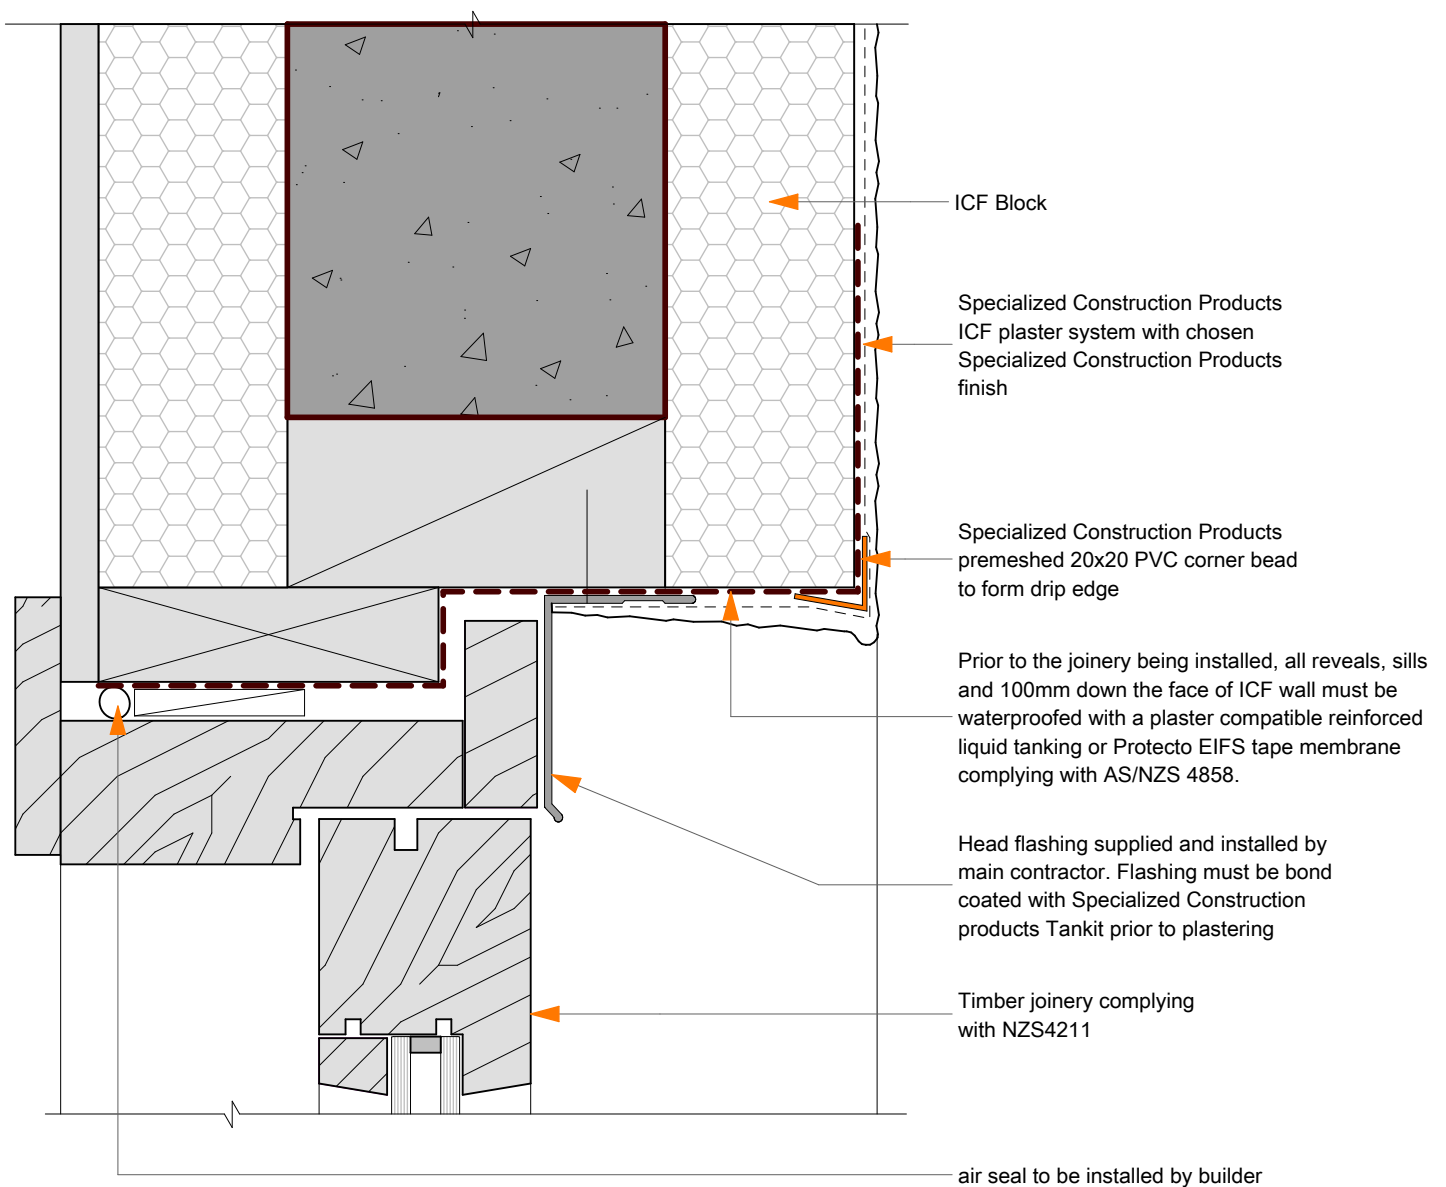 ICF Block
Specialized Construction Products
ICF plaster system with chosen
Specialized Construction Products
finish
Specialized Construction Products
premeshed 20x20 PVC corner bead
to form drip edge
Prior to the joinery being installed, all reveals, sills
and 100mm down the face of ICF wall must be
waterproofed with a plaster compatible reinforced
liquid tanking or Protecto EIFS tape membrane
complying with AS/NZS 4858.
Head flashing supplied and installed by
main contractor. Flashing must be bond
coated with Specialized Construction
products Tankit prior to plastering
Timber joinery complying
with NZS4211
air seal to be installed by builder